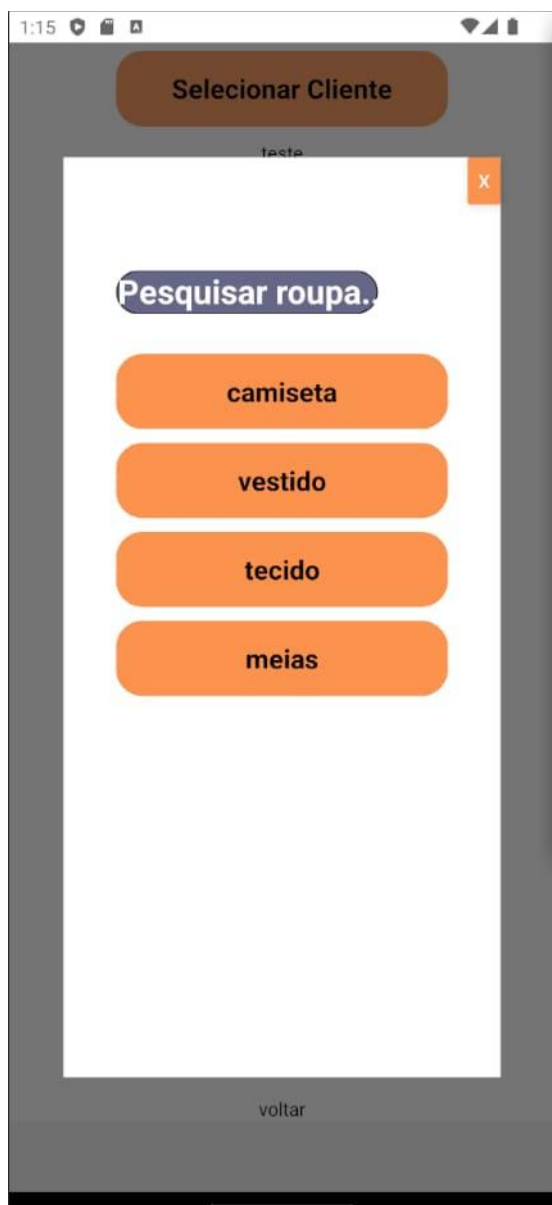 1:15
Selecionar Cliente
teste
X
Pesquisar roupa..
camiseta
vestido
tecido
meias
voltar